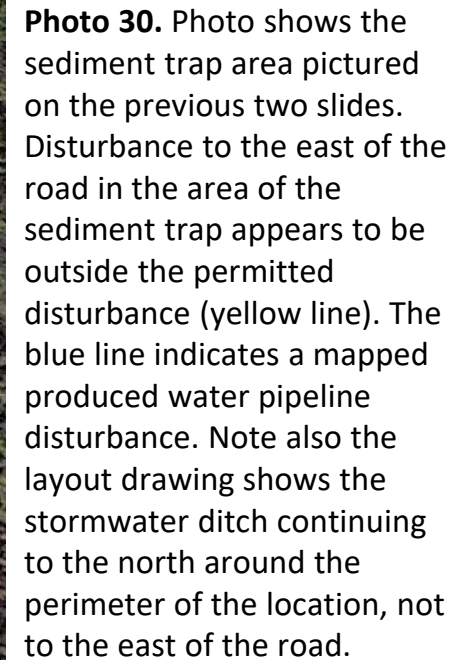 Photo 30. Photo shows the
sediment trap area pictured
on the previous two slides.
Disturbance to the east of the
road in the area of the
sediment trap appears to be
outside the permitted
disturbance (yellow line). The
blue line indicates a mapped
produced water pipeline
disturbance. Note also the
layout drawing shows the
stormwater ditch continuing
to the north around the
perimeter of the location, not
to the east of the road.